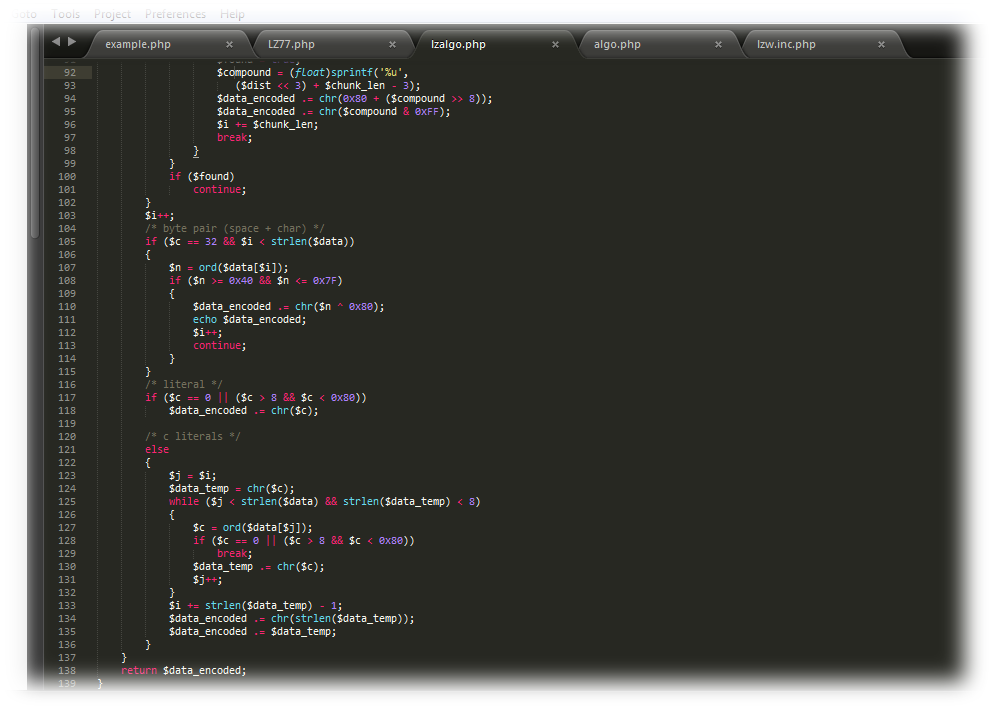 Tools Project Preferences Help
example.php × LZ77.php × lzalgo.php × algo.php × lzw.inc.php ×
92 $compound = (float)sprintf('%u',
93 ($dist << 3) + $chunk_len - 3);
94 $data_encoded .= chr(0x80 + ($compound >> 8));
95 $data_encoded .= chr($compound & 0xFF);
96 $i += $chunk_len;
97 break;
98 }
99 }
100 if ($found)
101 continue;
102 }
103 $i++;
104 /* byte pair (space + char) */
105 if ($c == 32 && $i < strlen($data))
106 {
107 $n = ord($data[$i]);
108 if ($n >= 0x40 && $n <= 0x7F)
109 {
110 $data_encoded .= chr($n ^ 0x80);
111 echo $data_encoded;
112 $i++;
113 continue;
114 }
115 }
116 /* literal */
117 if ($c == 0 || ($c > 8 && $c < 0x80))
118 $data_encoded .= chr($c);
119
120 /* c literals */
121 else
122 {
123 $j = $i;
124 $data_temp = chr($c);
125 while ($j < strlen($data) && strlen($data_temp) < 8)
126 {
127 $c = ord($data[$j]);
128 if ($c == 0 || ($c > 8 && $c < 0x80))
129 break;
130 $data_temp .= chr($c);
131 $j++;
132 }
133 $i += strlen($data_temp) - 1;
134 $data_encoded .= chr(strlen($data_temp));
135 $data_encoded .= $data_temp;
136 }
137 }
138 return $data_encoded;
139 }